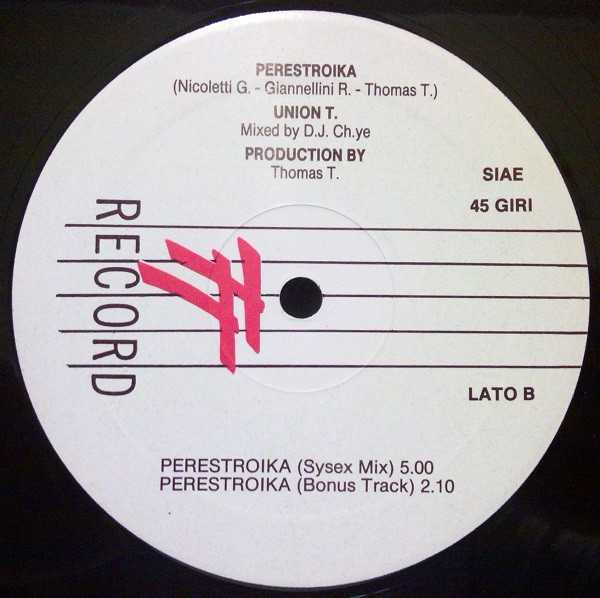 PERESTROIKA
(Nicoletti G. - Giannellini R. - Thomas T.)
UNION T.
Mixed by D.J. Ch.ye
PRODUCTION BY
Thomas T.
SIAE
45 GIRI
RECORD
LATO B
PERESTROIKA (Sysex Mix) 5.00
PERESTROIKA (Bonus Track) 2.10